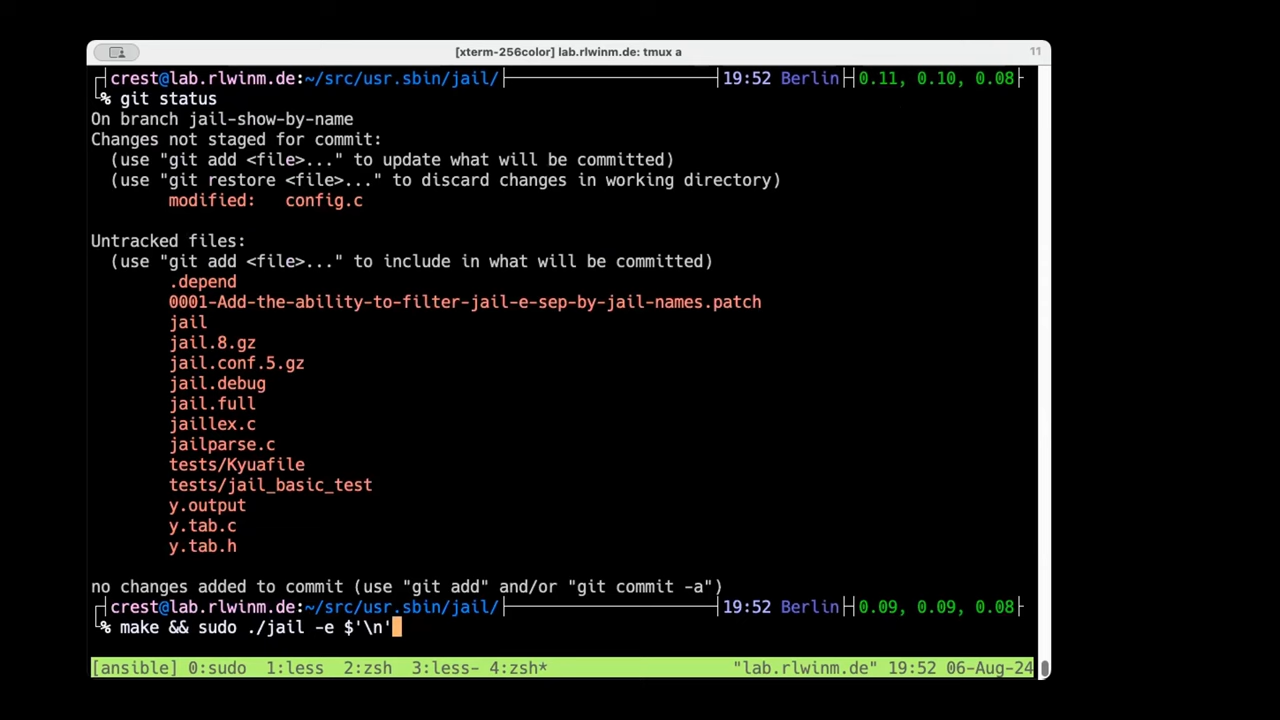 [xterm-256color] lab.rlwinm.de: tmux a
11
crest@lab.rlwinm.de:~/src/usr.sbin/jail/ 19:52 Berlin 0.11, 0.10, 0.08
% git status
On branch jail-show-by-name
Changes not staged for commit:
(use "git add <file>..." to update what will be committed)
(use "git restore <file>..." to discard changes in working directory)
modified:   config.c
Untracked files:
(use "git add <file>..." to include in what will be committed)
.depend
0001-Add-the-ability-to-filter-jail-e-sep-by-jail-names.patch
jail
jail.8.gz
jail.conf.5.gz
jail.debug
jail.full
jaillex.c
jailparse.c
tests/Kyuafile
tests/jail_basic_test
y.output
y.tab.c
y.tab.h
no changes added to commit (use "git add" and/or "git commit -a")
crest@lab.rlwinm.de:~/src/usr.sbin/jail/ 19:52 Berlin 0.09, 0.09, 0.08
% make && sudo ./jail -e $'\n'
[ansible] 0:sudo  1:less  2:zsh  3:less- 4:zsh* "lab.rlwinm.de" 19:52 06-Aug-24